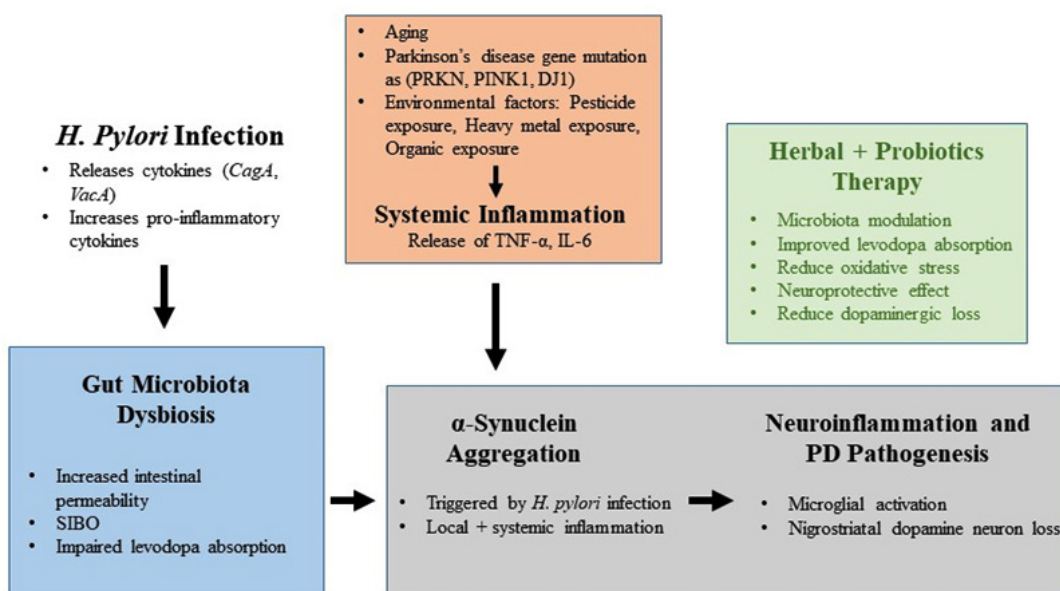 H. Pylori Infection
• Releases cytokines (CagA,
VacA)
• Increases pro-inflammatory
cytokines
• Aging
• Parkinson's disease gene mutation
as (PRKN, PINK1, DJ1)
• Environmental factors: Pesticide
exposure, Heavy metal exposure,
Organic exposure
Systemic Inflammation
Release of TNF-α, IL-6
Herbal + Probiotics
Therapy
• Microbiota modulation
• Improved levodopa absorption
• Reduce oxidative stress
• Neuroprotective effect
• Reduce dopaminergic loss
Gut Microbiota
Dysbiosis
• Increased intestinal
permeability
• SIBO
• Impaired levodopa absorption
α-Synuclein
Aggregation
• Triggered by H. pylori infection
• Local + systemic inflammation
Neuroinflammation and
PD Pathogenesis
• Microglial activation
• Nigrostriatal dopamine neuron loss